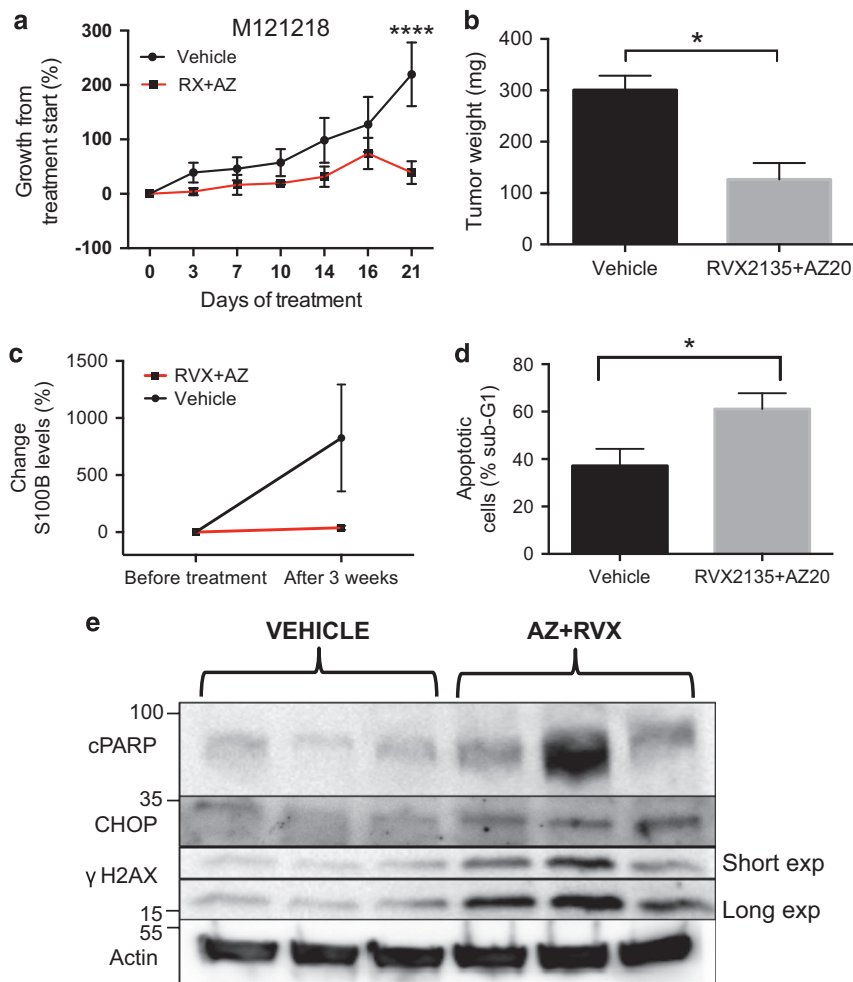 a
M121218
Growth from
treatment start (%)
300
200
100
0
-100
Vehicle
RX+AZ
****
0 3 7 10 14 16 21
Days of treatment
b
Tumor weight (mg)
400
300
200
100
0
*
Vehicle RVX2135+AZ20
c
Change
S100B levels (%)
1500
1000
500
0
RVX+AZ
Vehicle
Before treatment After 3 weeks
d
Apoptotic
cells (% sub-G1)
80
60
40
20
0
*
Vehicle RVX2135+AZ20
e
VEHICLE AZ+RVX
100
cPARP
35
CHOP
γ H2AX
Short exp
Long exp
15
55
Actin